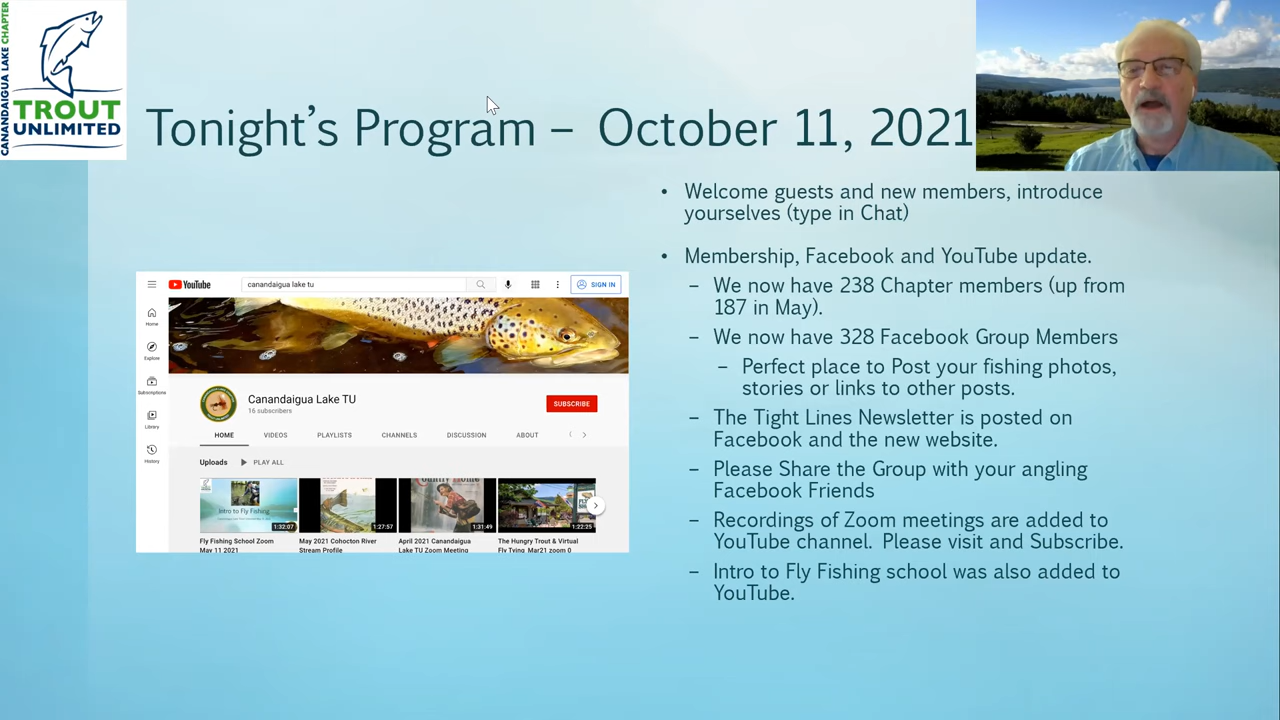 CANANDAIGUA LAKE CHAPTER
TROUT
UNLIMITED
Tonight's Program – October 11, 2021
• Welcome guests and new members, introduce
yourselves (type in Chat)
• Membership, Facebook and YouTube update.
– We now have 238 Chapter members (up from
187 in May).
– We now have 328 Facebook Group Members
– Perfect place to Post your fishing photos,
stories or links to other posts.
– The Tight Lines Newsletter is posted on
Facebook and the new website.
– Please Share the Group with your angling
Facebook Friends
– Recordings of Zoom meetings are added to
YouTube channel. Please visit and Subscribe.
– Intro to Fly Fishing school was also added to
YouTube.
YouTube
canandaigua lake tu
SIGN IN
Home
Explore
Subscriptions
Library
History
Canandaigua Lake TU
16 subscribers
SUBSCRIBE
HOME VIDEOS PLAYLISTS CHANNELS DISCUSSION ABOUT
Uploads PLAY ALL
Intro to Fly Fishing
1:32:07
1:27:57
1:31:49
1:22:25
Fly Fishing School Zoom
May 11 2021
May 2021 Cohocton River
Stream Profile
April 2021 Canandaigua
Lake TU Zoom Meeting
The Hungry Trout & Virtual
Fly Tying Mar21 zoom 0